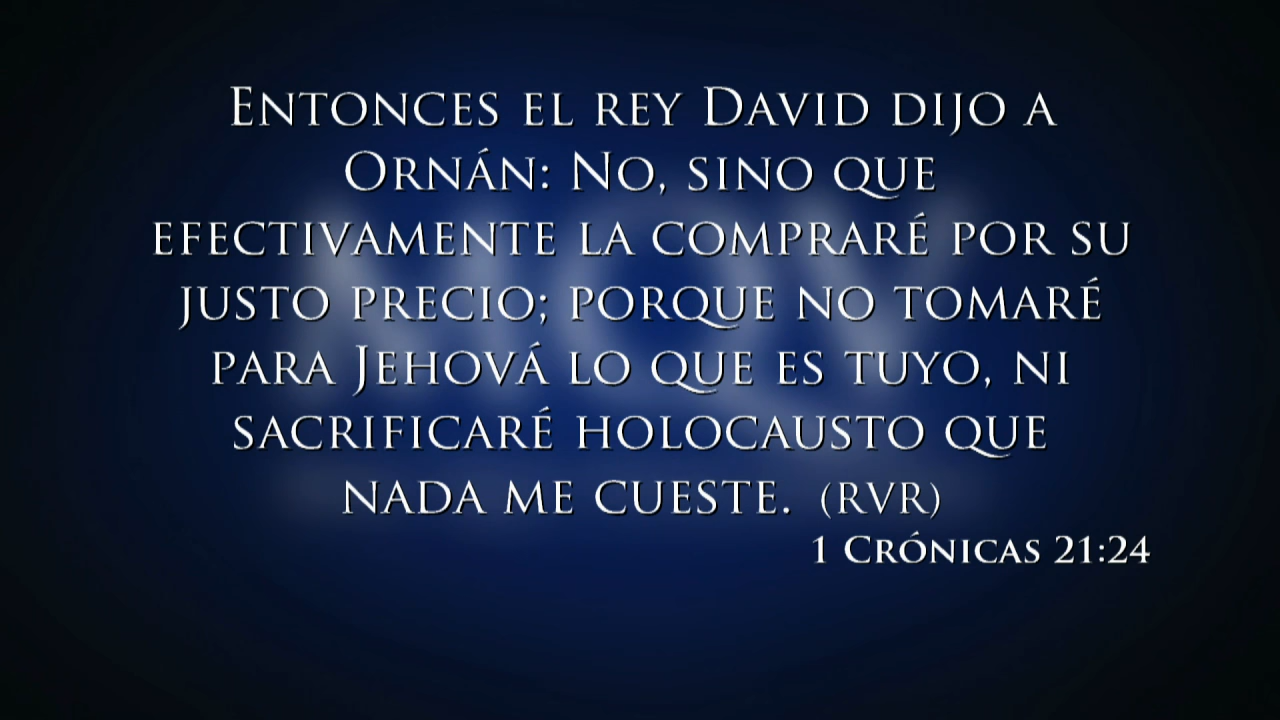 Entonces el rey David dijo a
Ornán: No, sino que
efectivamente la compraré por su
justo precio; porque no tomaré
para Jehová lo que es tuyo, ni
sacrificaré holocausto que
nada me cueste. (RVR)
1 Crónicas 21:24